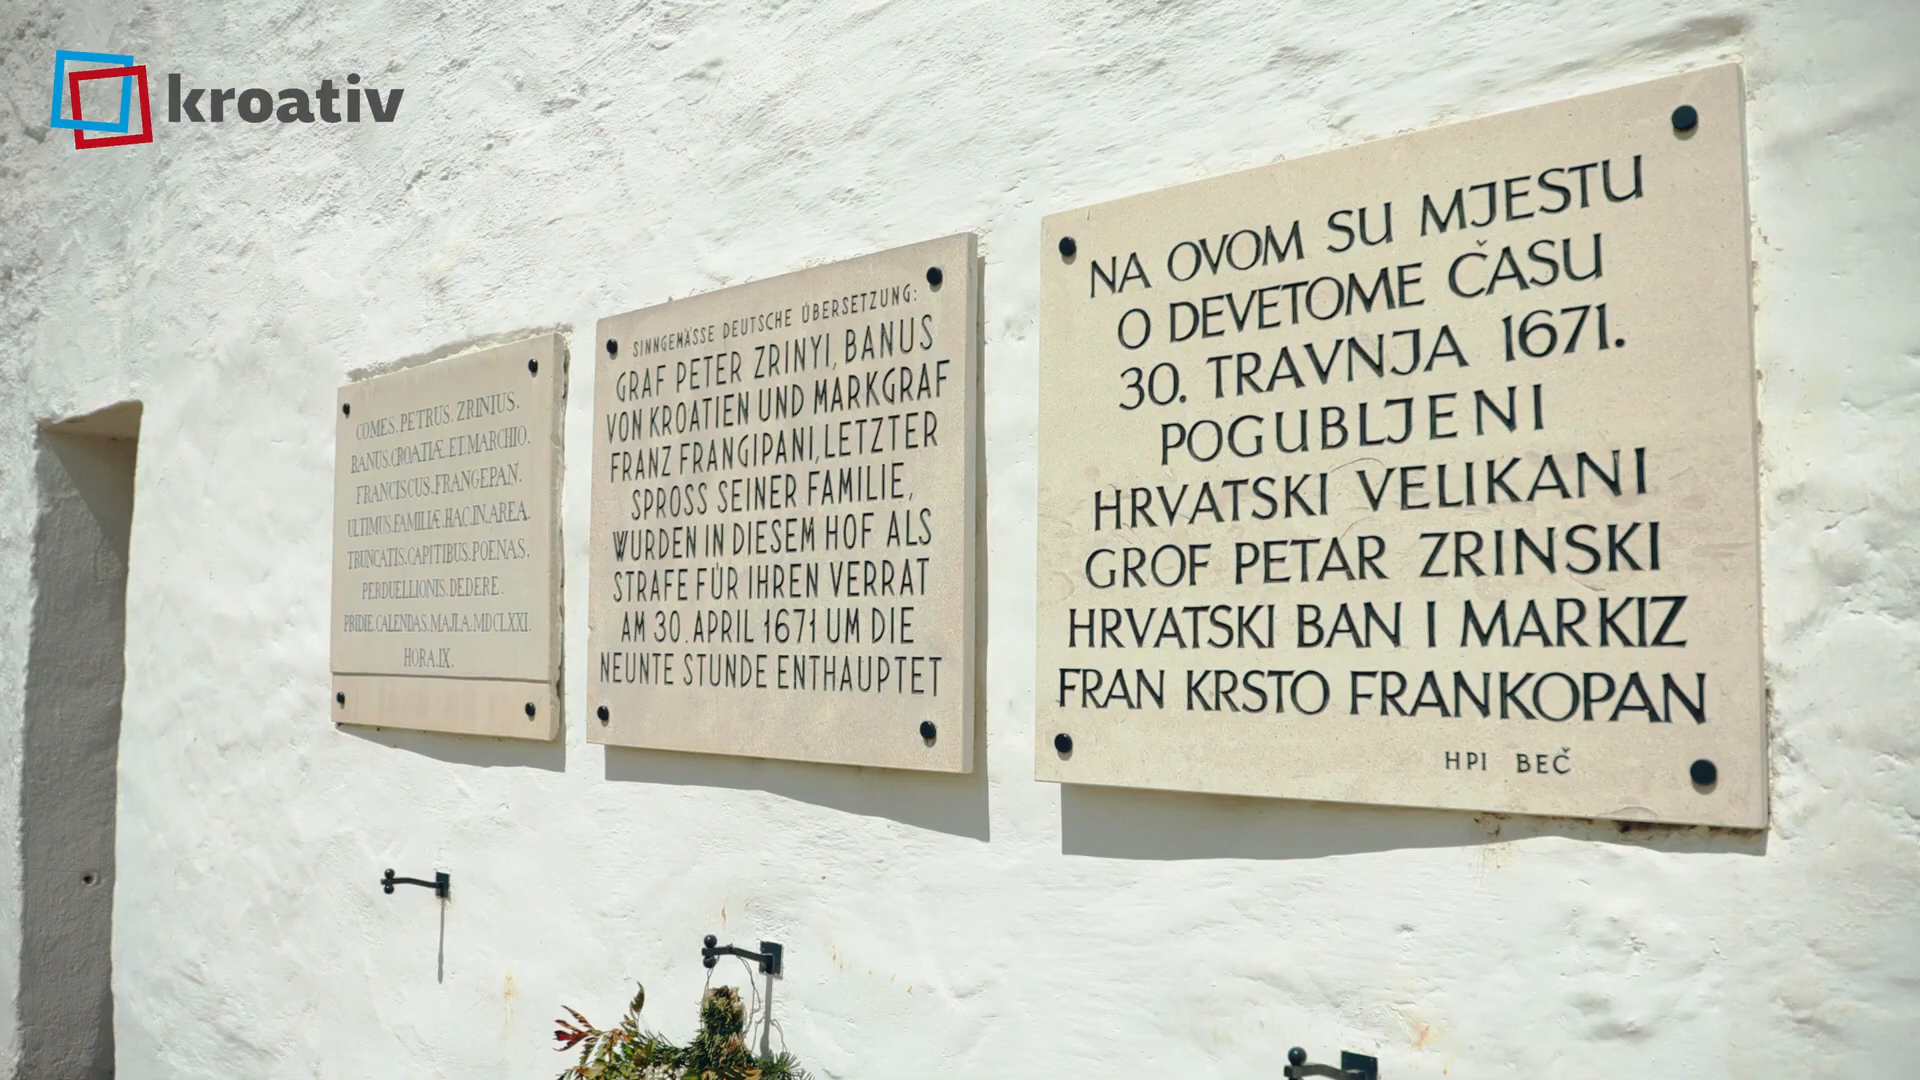 kroativ
COMES.PETRUS.ZRINIUS.
BANUS.CROATIÆ.ET.MARCHIO.
FRANCISCUS.FRANGEPAN.
ULTIMUS.FAMILIÆ.HAC.IN.AREA.
TRUNCATIS.CAPITIBUS.POENAS.
PERDUELLIONIS.DEDERE.
PRIDIE.CALENDAS.MAJI.A:MDCLXXI.
HORA.IX.
SINNGEMÄSSE DEUTSCHE ÜBERSETZUNG:
GRAF PETER ZRINYI, BANUS
VON KROATIEN UND MARKGRAF
FRANZ FRANGIPANI, LETZTER
SPROSS SEINER FAMILIE,
WURDEN IN DIESEM HOF ALS
STRAFE FÜR IHREN VERRAT
AM 30. APRIL 1671 UM DIE
NEUNTE STUNDE ENTHAUPTET
NA OVOM SU MJESTU
O DEVETOME ČASU
30. TRAVNJA 1671.
POGUBLJENI
HRVATSKI VELIKANI
GROF PETAR ZRINSKI
HRVATSKI BAN I MARKIZ
FRAN KRSTO FRANKOPAN
HPI BEČ